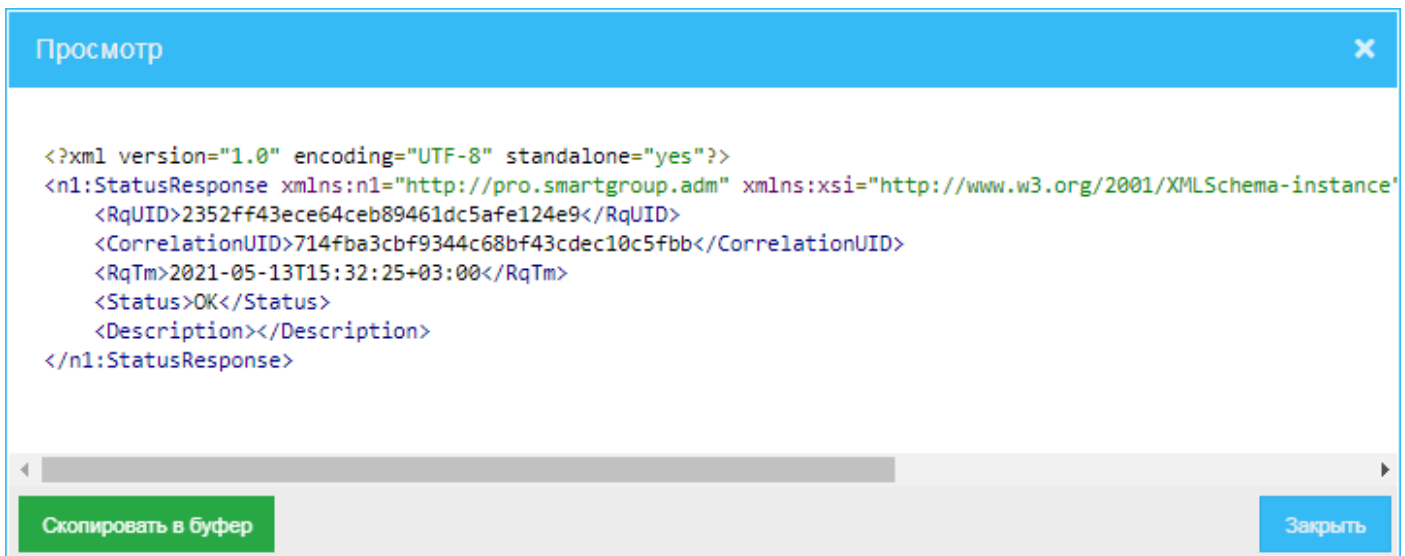 Просмотр
<?xml version="1.0" encoding="UTF-8" standalone="yes"?>
<n1:StatusResponse xmlns:n1="http://pro.smartgroup.adm" xmlns:xsi="http://www.w3.org/2001/XMLSchema-instance"
<RqUID>2352ff43ece64ceb89461dc5afe124e9</RqUID>
<CorrelationUID>714fba3cbf9344c68bf43cdec10c5fbb</CorrelationUID>
<RqTm>2021-05-13T15:32:25+03:00</RqTm>
<Status>OK</Status>
<Description></Description>
</n1:StatusResponse>
Скопировать в буфер
Закрыть